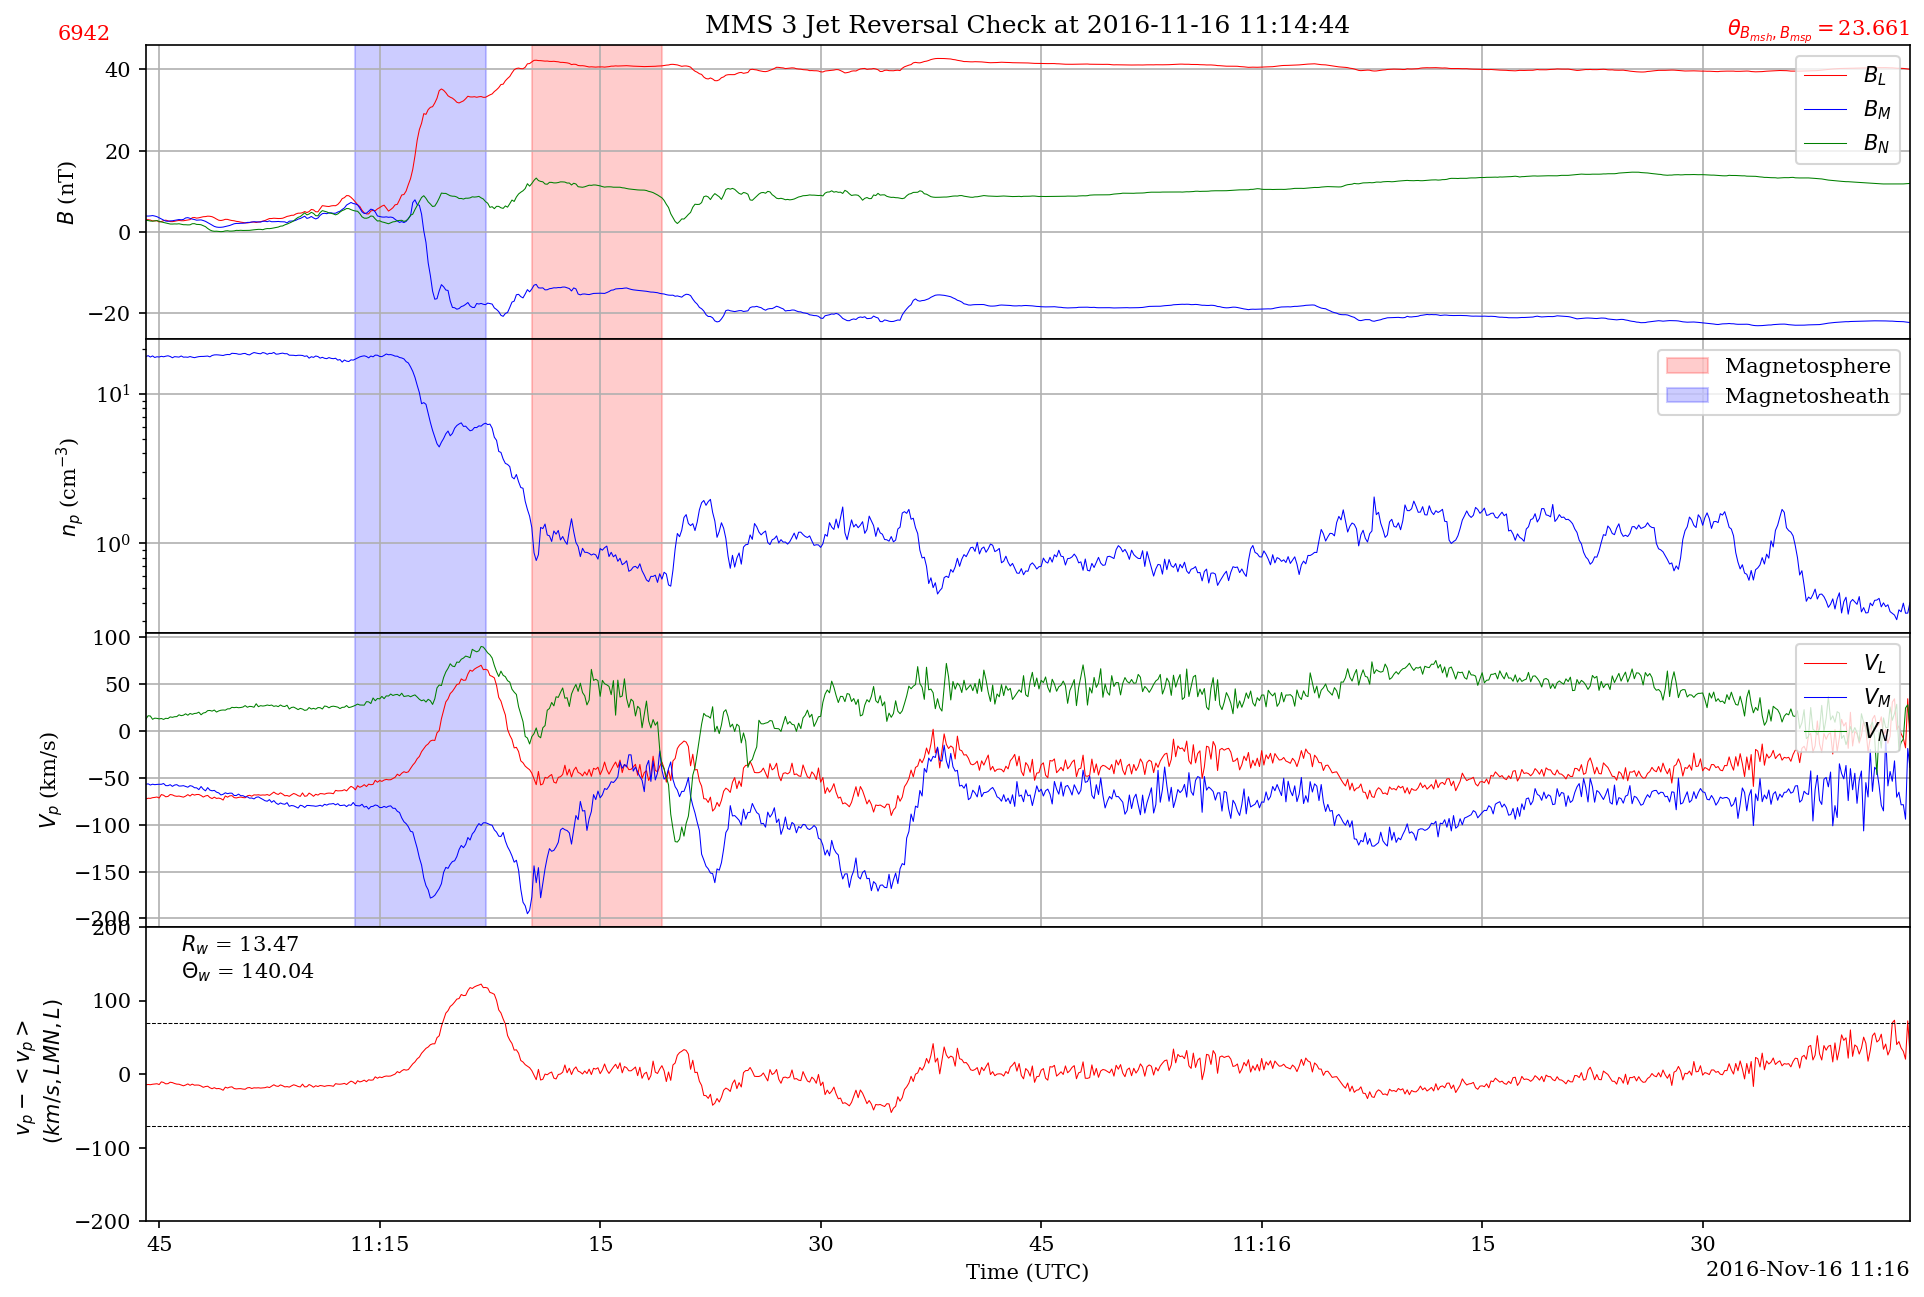 MMS 3 Jet Reversal Check at 2016-11-16 11:14:44
6942
θ_{B_{msh}, B_{msp}} = 23.661
40
20
0
−20
B (nT)
B_L
B_M
B_N
10^1
10^0
n_p (cm^{−3})
Magnetosphere
Magnetosheath
100
50
0
−50
−100
−150
−200
V_p (km/s)
V_L
V_M
V_N
200
100
0
−100
−200
v_p − < v_p >
(km/s, LMN, L)
R_w = 13.47
Θ_w = 140.04
45
11:15
15
30
45
11:16
15
30
Time (UTC)
2016-Nov-16 11:16